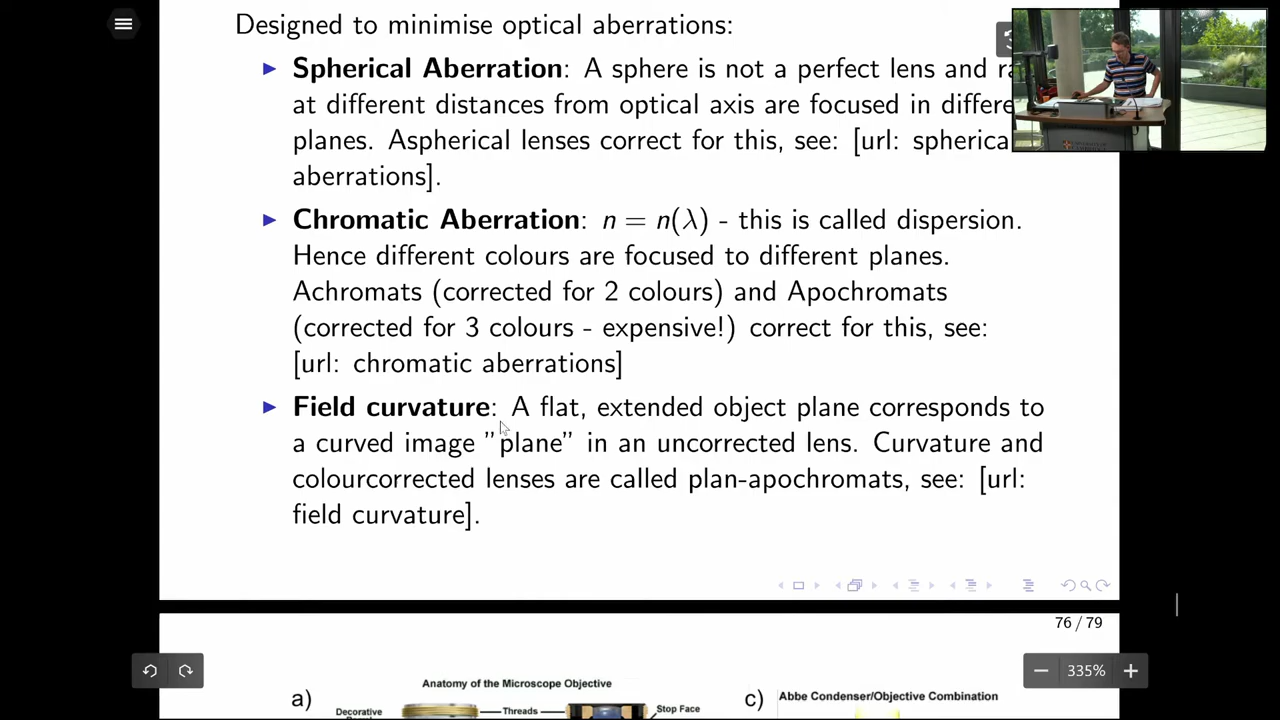 Designed to minimise optical aberrations:
Spherical Aberration: A sphere is not a perfect lens and
at different distances from optical axis are focused in
planes. Aspherical lenses correct for this, see: [url:
aberrations].
Chromatic Aberration: n = n(λ) - this is called dispersion.
Hence different colours are focused to different planes.
Achromats (corrected for 2 colours) and Apochromats
(corrected for 3 colours - expensive!) correct for this, see:
[url: chromatic aberrations]
Field curvature: A flat, extended object plane corresponds to
a curved image "plane" in an uncorrected lens. Curvature and
colourcorrected lenses are called plan-apochromats, see: [url:
field curvature].
76 / 79
335%
a)
Anatomy of the Microscope Objective
Decorative
Threads
Stop Face
c)
Abbe Condenser/Objective Combination